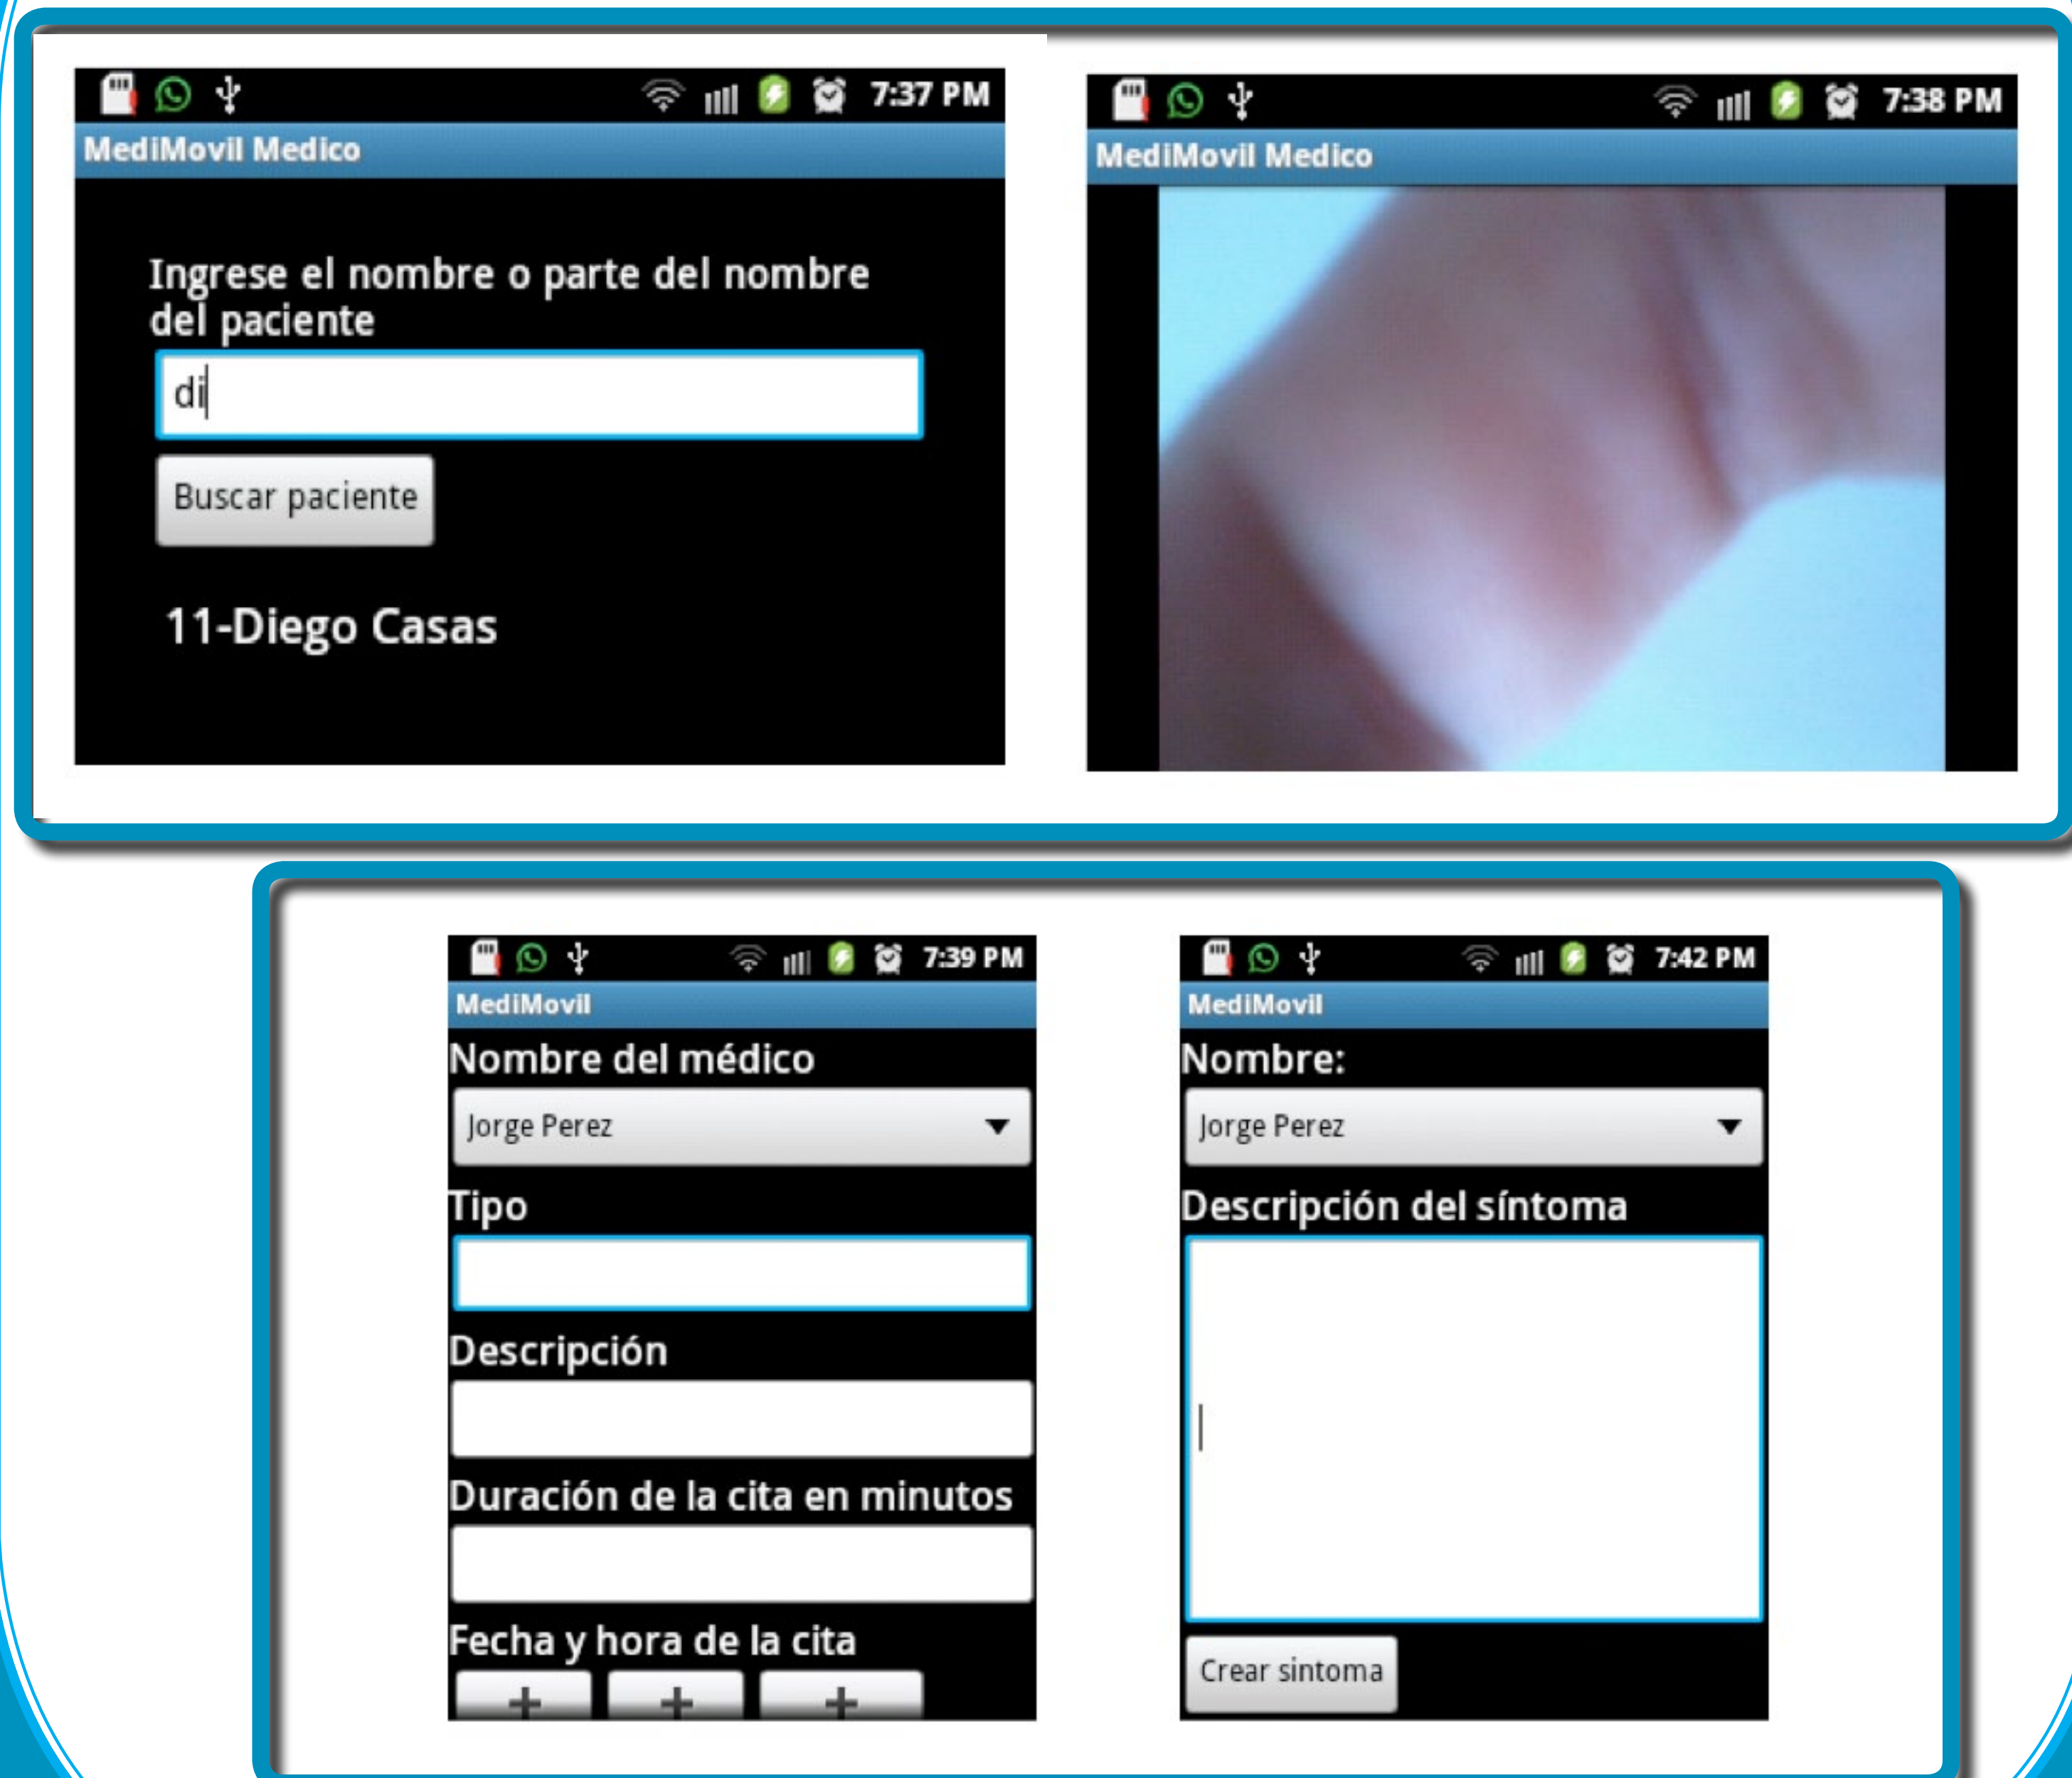 7:37 PM
MediMovil Medico
Ingrese el nombre o parte del nombre
del paciente
di
Buscar paciente
11-Diego Casas
7:38 PM
MediMovil Medico
7:39 PM
MediMovil
Nombre del médico
Jorge Perez
Tipo
Descripción
Duración de la cita en minutos
Fecha y hora de la cita
+ + +
7:42 PM
MediMovil
Nombre:
Jorge Perez
Descripción del síntoma
Crear sintoma